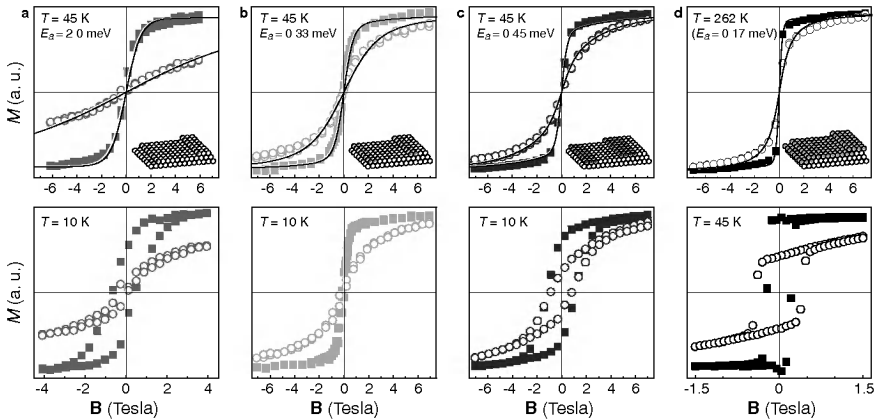 a
T = 45 K
E_a = 2 0 meV
M (a. u.)
-6 -4 -2 0 2 4 6
b
T = 45 K
E_a = 0 33 meV
-6 -4 -2 0 2 4 6
c
T = 45 K
E_a = 0 45 meV
-6 -4 -2 0 2 4 6
d
T = 262 K
(E_a = 0 17 meV)
-6 -4 -2 0 2 4 6
T = 10 K
M (a. u.)
-4 -2 0 2 4
B (Tesla)
T = 10 K
-6 -4 -2 0 2 4 6
B (Tesla)
T = 10 K
-6 -4 -2 0 2 4 6
B (Tesla)
T = 45 K
-1.5 0 1.5
B (Tesla)